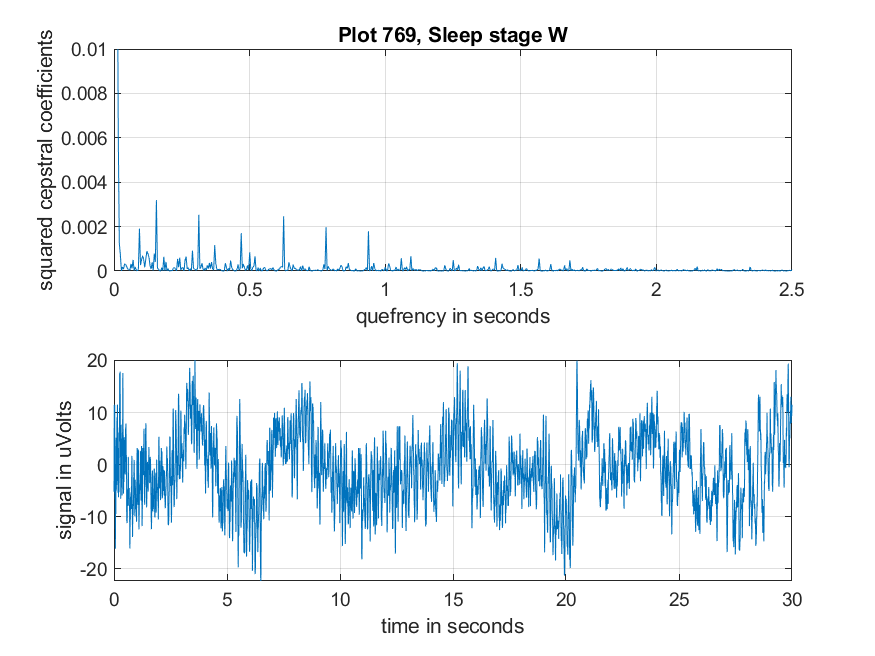 Plot 769, Sleep stage W
squared cepstral coefficients
0.01
0.008
0.006
0.004
0.002
0
0 0.5 1 1.5 2 2.5
quefrency in seconds
signal in uVolts
20
10
0
-10
-20
0 5 10 15 20 25 30
time in seconds